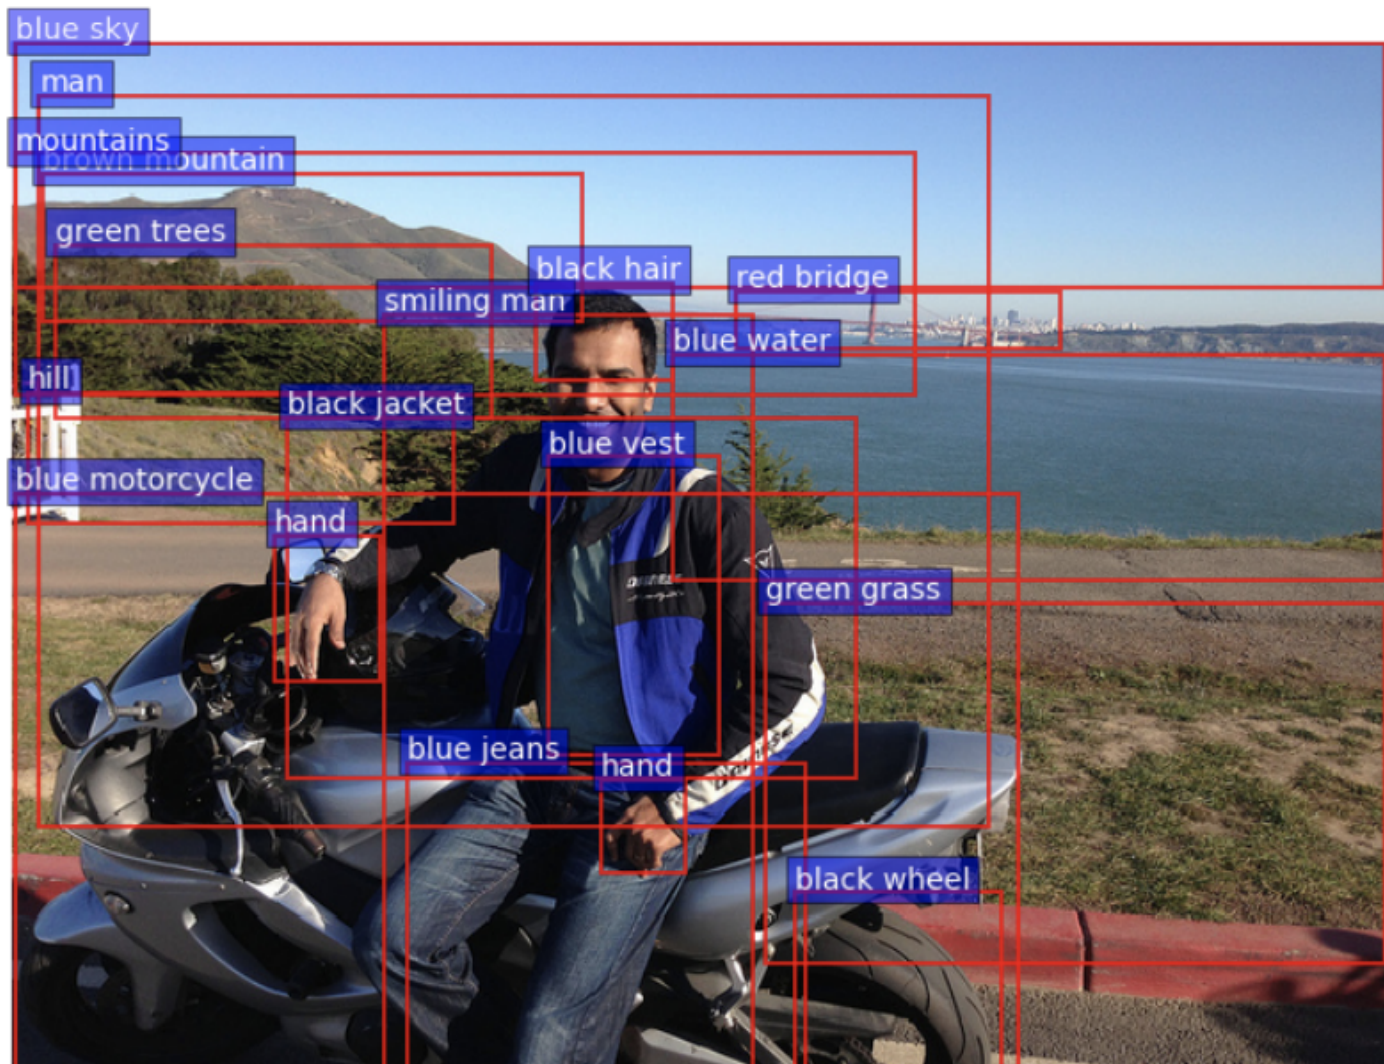 blue sky
man
mountains
brown mountain
green trees
black hair
red bridge
smiling man
blue water
hill
black jacket
blue vest
blue motorcycle
hand
green grass
blue jeans
hand
black wheel